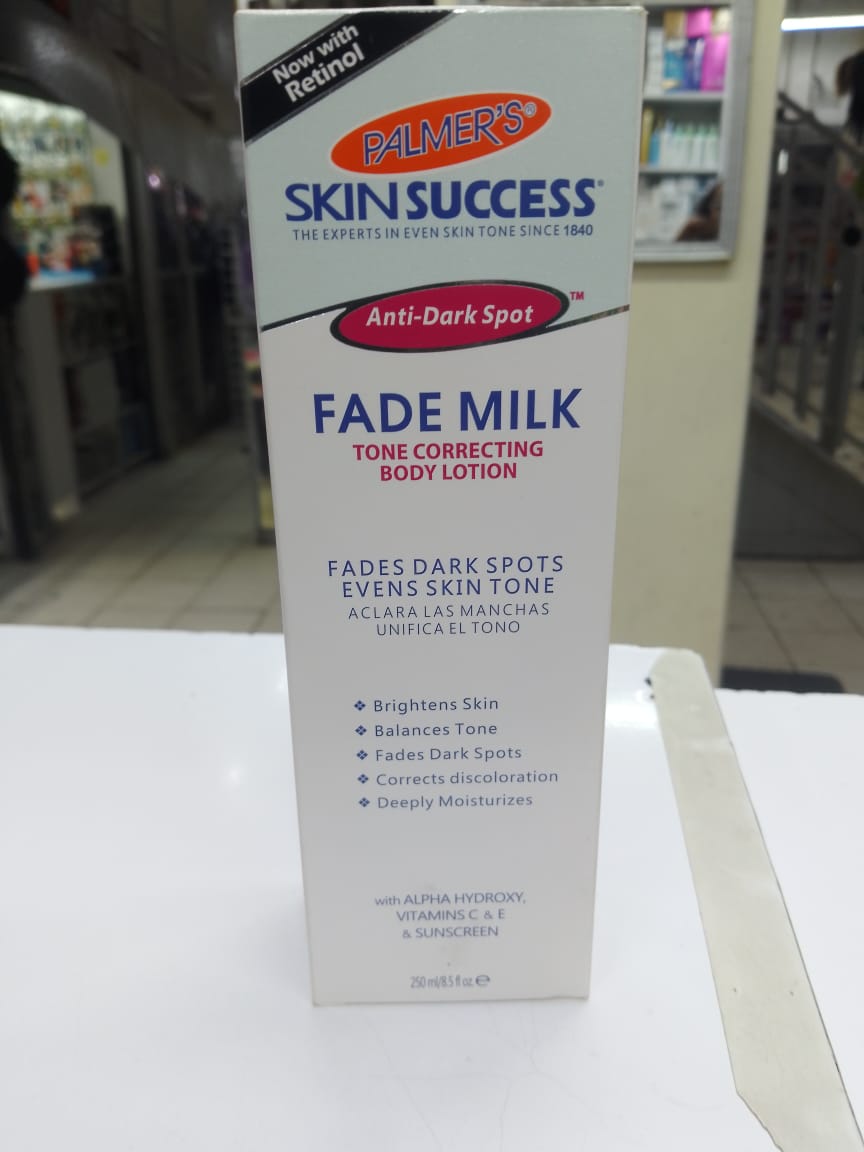 Now with
Retinol
PALMER'S®
SKIN SUCCESS®
THE EXPERTS IN EVEN SKIN TONE SINCE 1840
Anti-Dark Spot™
FADE MILK
TONE CORRECTING
BODY LOTION
FADES DARK SPOTS
EVENS SKIN TONE
ACLARA LAS MANCHAS
UNIFICA EL TONO
❖ Brightens Skin
❖ Balances Tone
❖ Fades Dark Spots
❖ Corrects discoloration
❖ Deeply Moisturizes
with ALPHA HYDROXY,
VITAMINS C & E
& SUNSCREEN
250 ml/8.5 fl oz. ℮